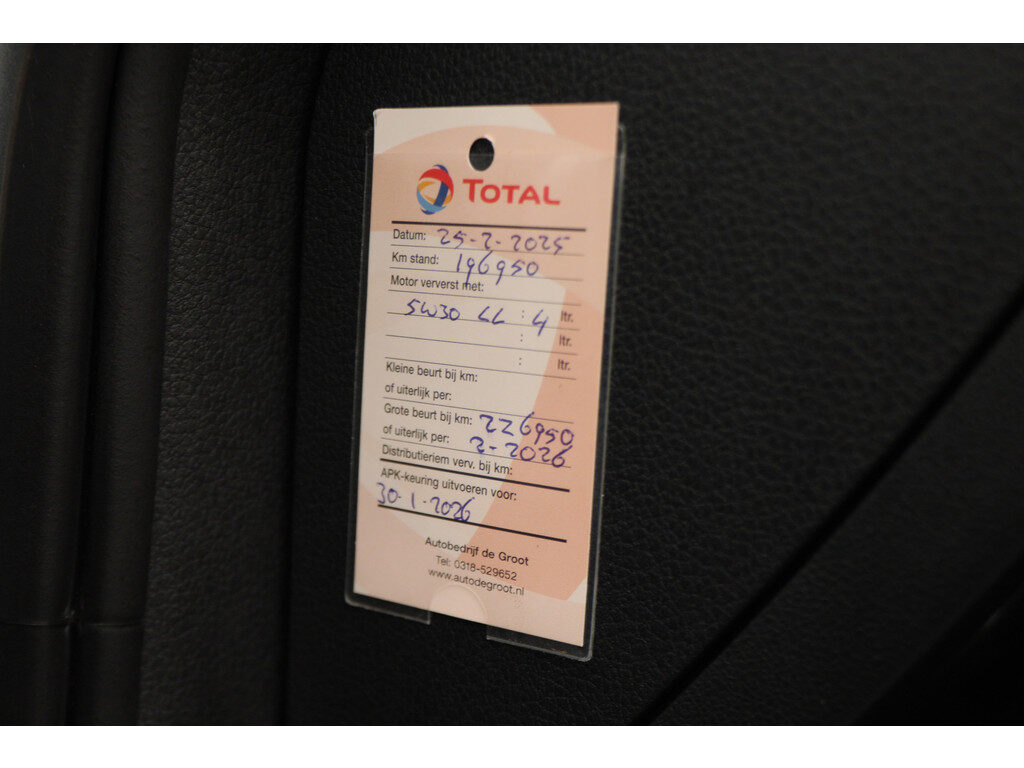 TOTAL
Datum: 25-2-2025
Km stand: 196950
Motor ververst met:
5W30 LL : 4 ltr.
: ltr.
: ltr.
Kleine beurt bij km:
of uiterlijk per:
Grote beurt bij km: 226950
of uiterlijk per: 2-2026
Distributieriem verv. bij km:
APK-keuring uitvoeren voor:
30-1-2026
Autobedrijf de Groot
Tel: 0318-529652
www.autodegroot.nl